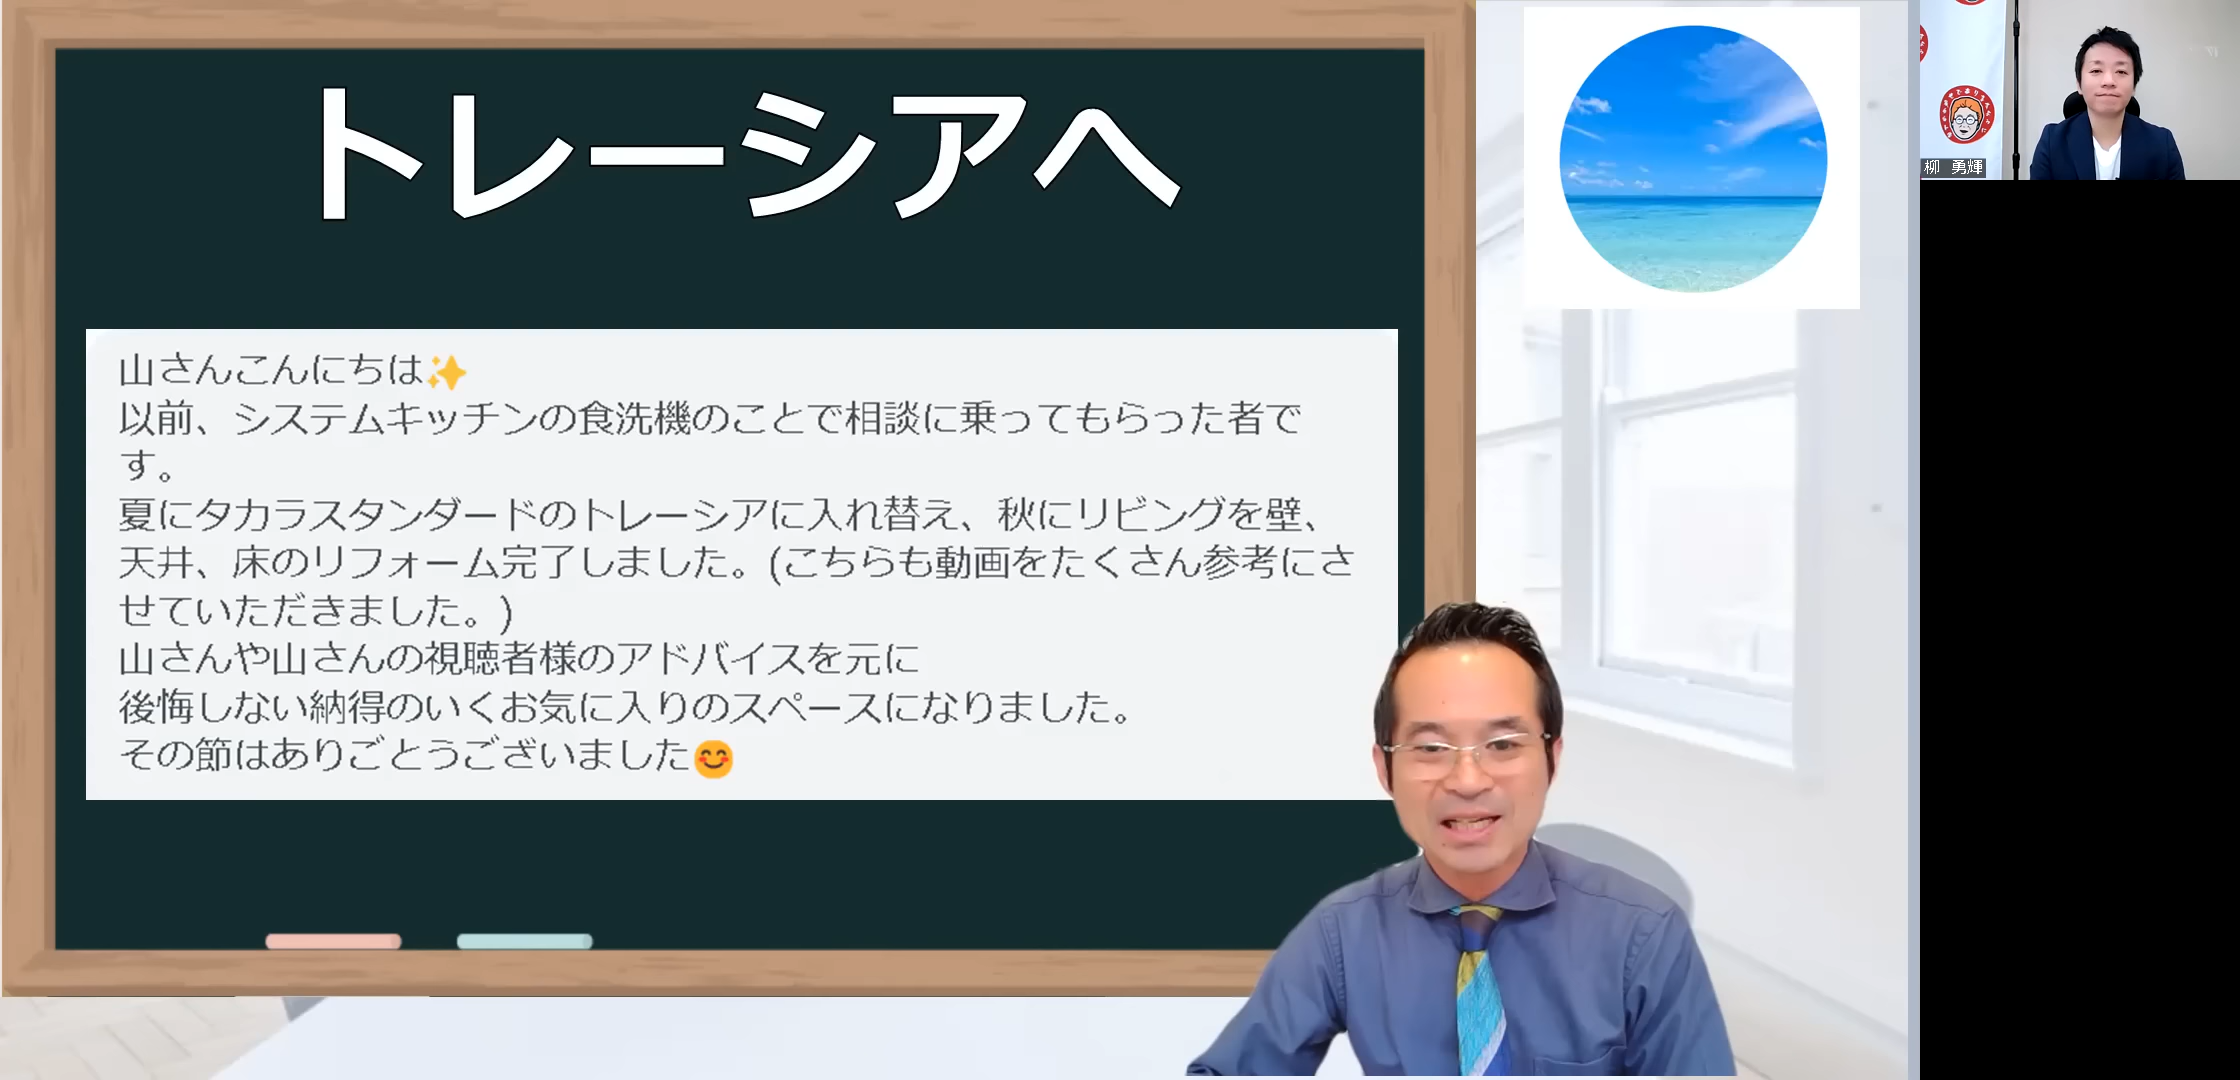 トレーシアへ
山さんこんにちは✨
以前、システムキッチンの食洗機のことで相談に乗ってもらった者で
す。
夏にタカラスタンダードのトレーシアに入れ替え、秋にリビングを壁、
天井、床のリフォーム完了しました。(こちらも動画をたくさん参考にさ
せていただきました。)
山さんや山さんの視聴者様のアドバイスを元に
後悔しない納得のいくお気に入りのスペースになりました。
その節はありごとうございました😊
柳 勇輝